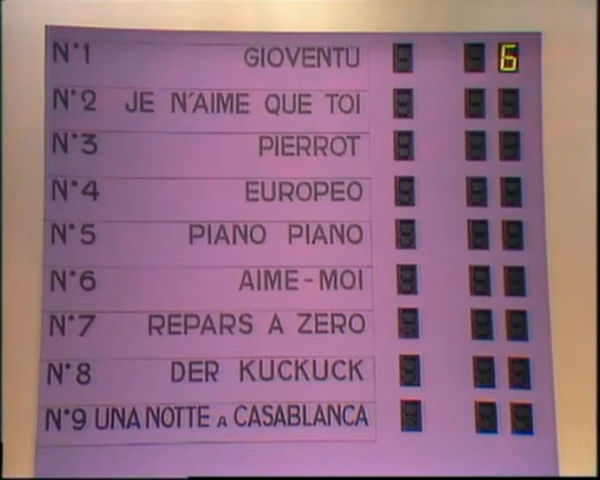 N°1 GIOVENTÙ 6
N°2 JE N'AIME QUE TOI
N°3 PIERROT
N°4 EUROPEO
N°5 PIANO PIANO
N°6 AIME-MOI
N°7 REPARS A ZERO
N°8 DER KUCKUCK
N°9 UNA NOTTE A CASABLANCA